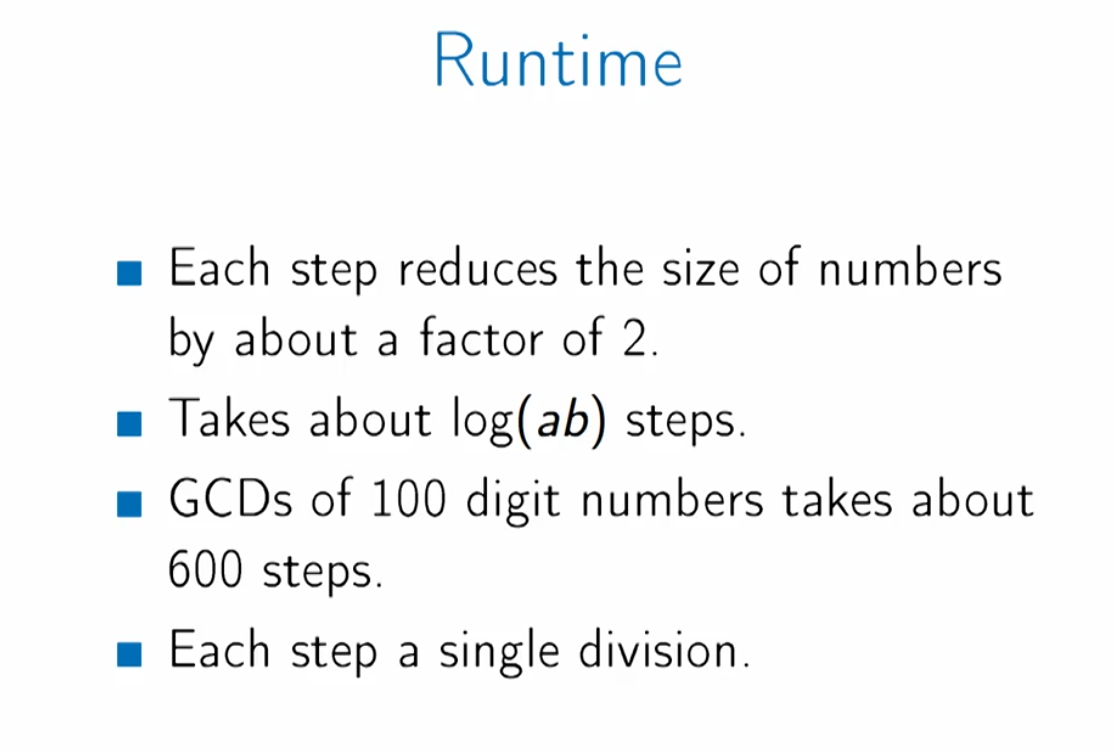 Runtime
Each step reduces the size of numbers
by about a factor of 2.
Takes about log(ab) steps.
GCDs of 100 digit numbers takes about
600 steps.
Each step a single division.